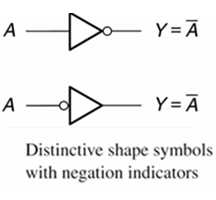 A Y = A̅
A Y = A̅
Distinctive shape symbols
with negation indicators